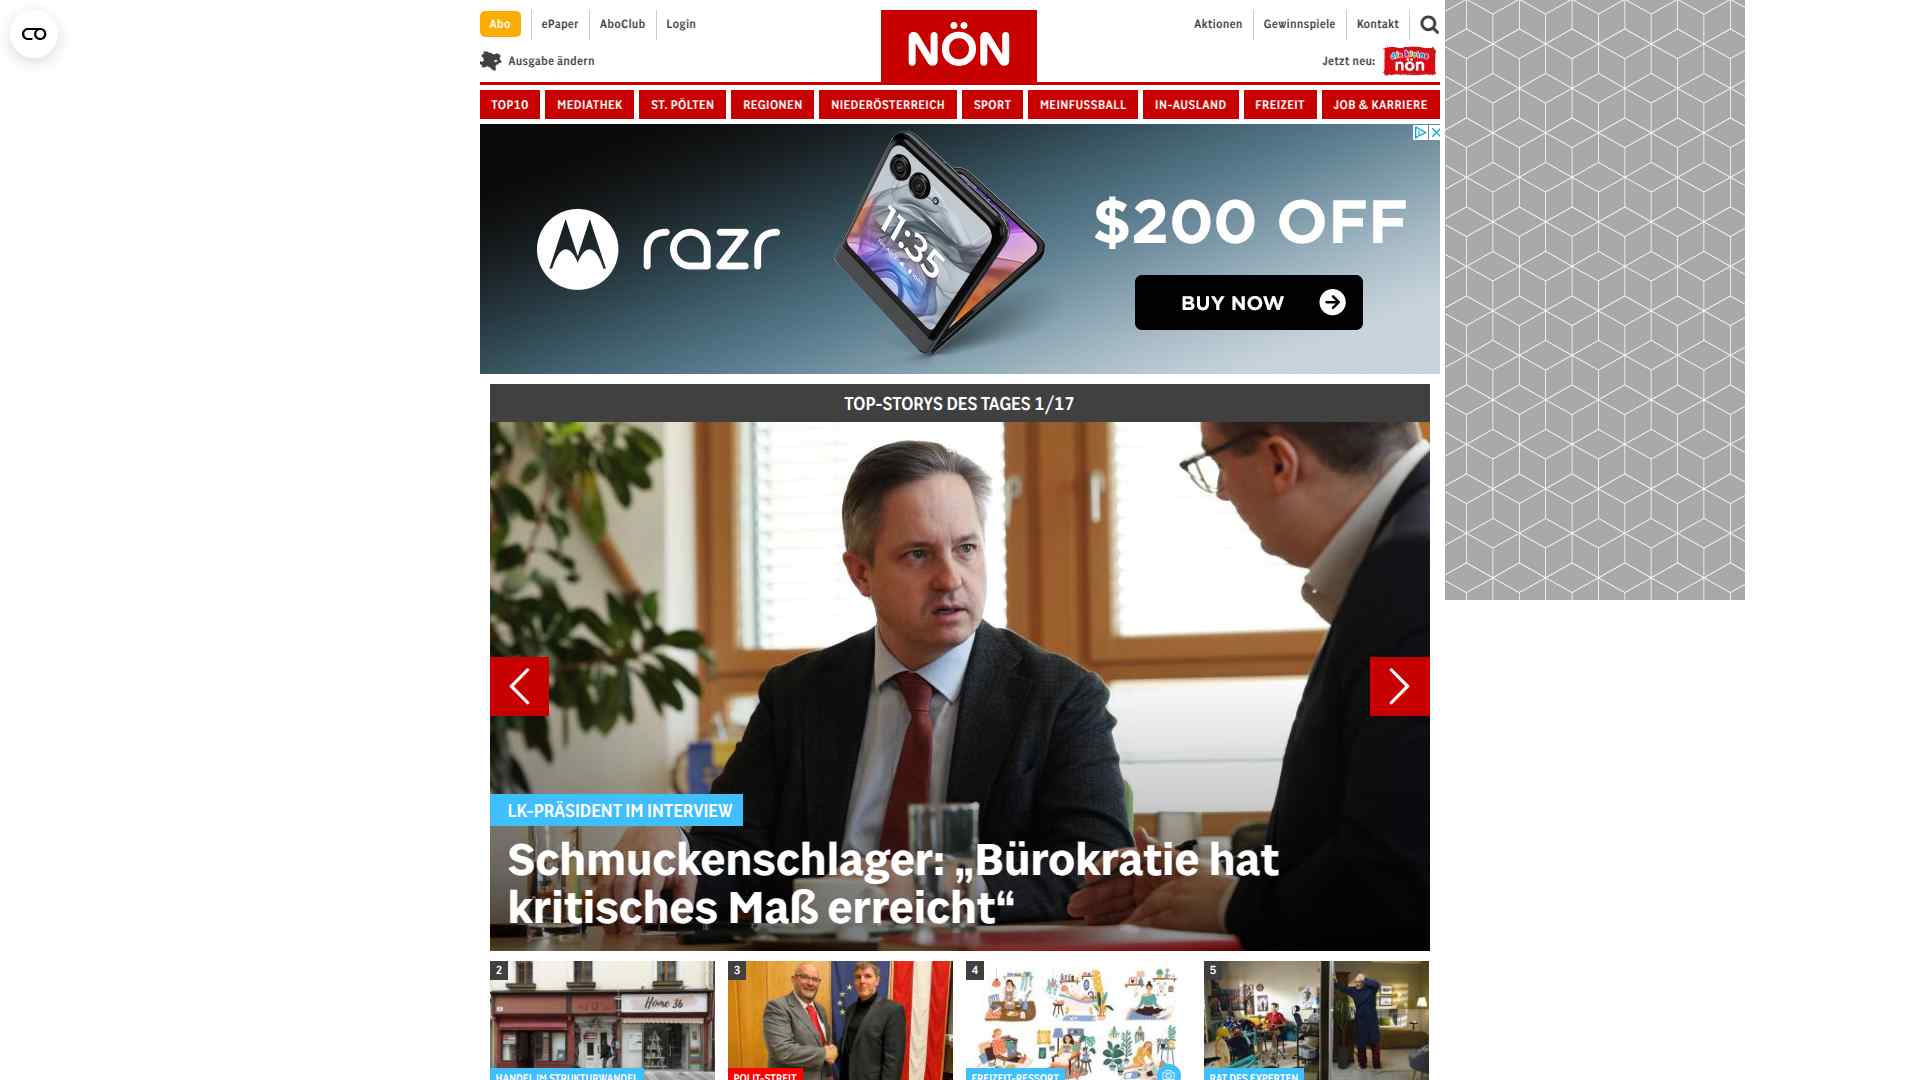 Abo
ePaper
AboClub
Login
NÖN
Aktionen
Gewinnspiele
Kontakt
Ausgabe ändern
Jetzt neu:
die kleine
nön
TOP10
MEDIATHEK
ST. PÖLTEN
REGIONEN
NIEDERÖSTERREICH
SPORT
MEINFUSSBALL
IN-AUSLAND
FREIZEIT
JOB & KARRIERE
razr
11:35
$200 OFF
BUY NOW
TOP-STORYS DES TAGES 1/17
LK-PRÄSIDENT IM INTERVIEW
Schmuckenschlager: „Bürokratie hat
kritisches Maß erreicht“
2
Home 36
HANDEL IM STRUKTURWANDEL
3
POLIT-STREIT
4
FREIZEIT-RESSORT
5
RAT DES EXPERTEN